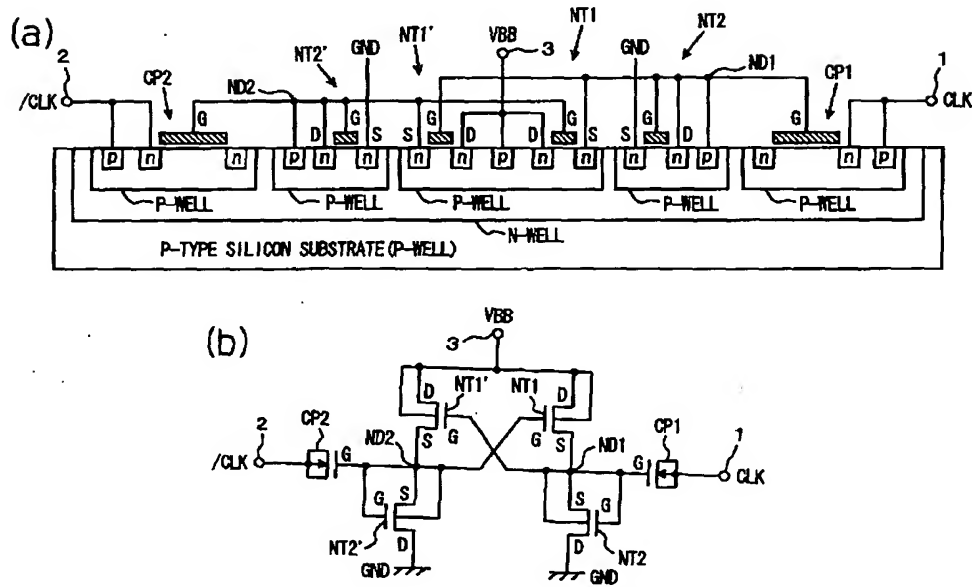 (a)
2
/CLK
CP2
ND2
NT2'
NT1'
GND
VBB
3
NT1
GND
NT2
ND1
CP1
1
CLK
G
D
G
S
S
G
D
D
G
S
S
G
D
G
p
n
n
p
n
n
n
n
p
n
n
n
n
p
n
n
p
P-WELL
P-WELL
P-WELL
P-WELL
P-WELL
N-WELL
P-TYPE SILICON SUBSTRATE(P-WELL)
(b)
VBB
3
D
NT1'
NT1
D
2
CP2
S
G
G
S
ND2
ND1
CP1
1
/CLK
G
G
CLK
G
S
S
G
NT2'
D
D
NT2
GND
GND